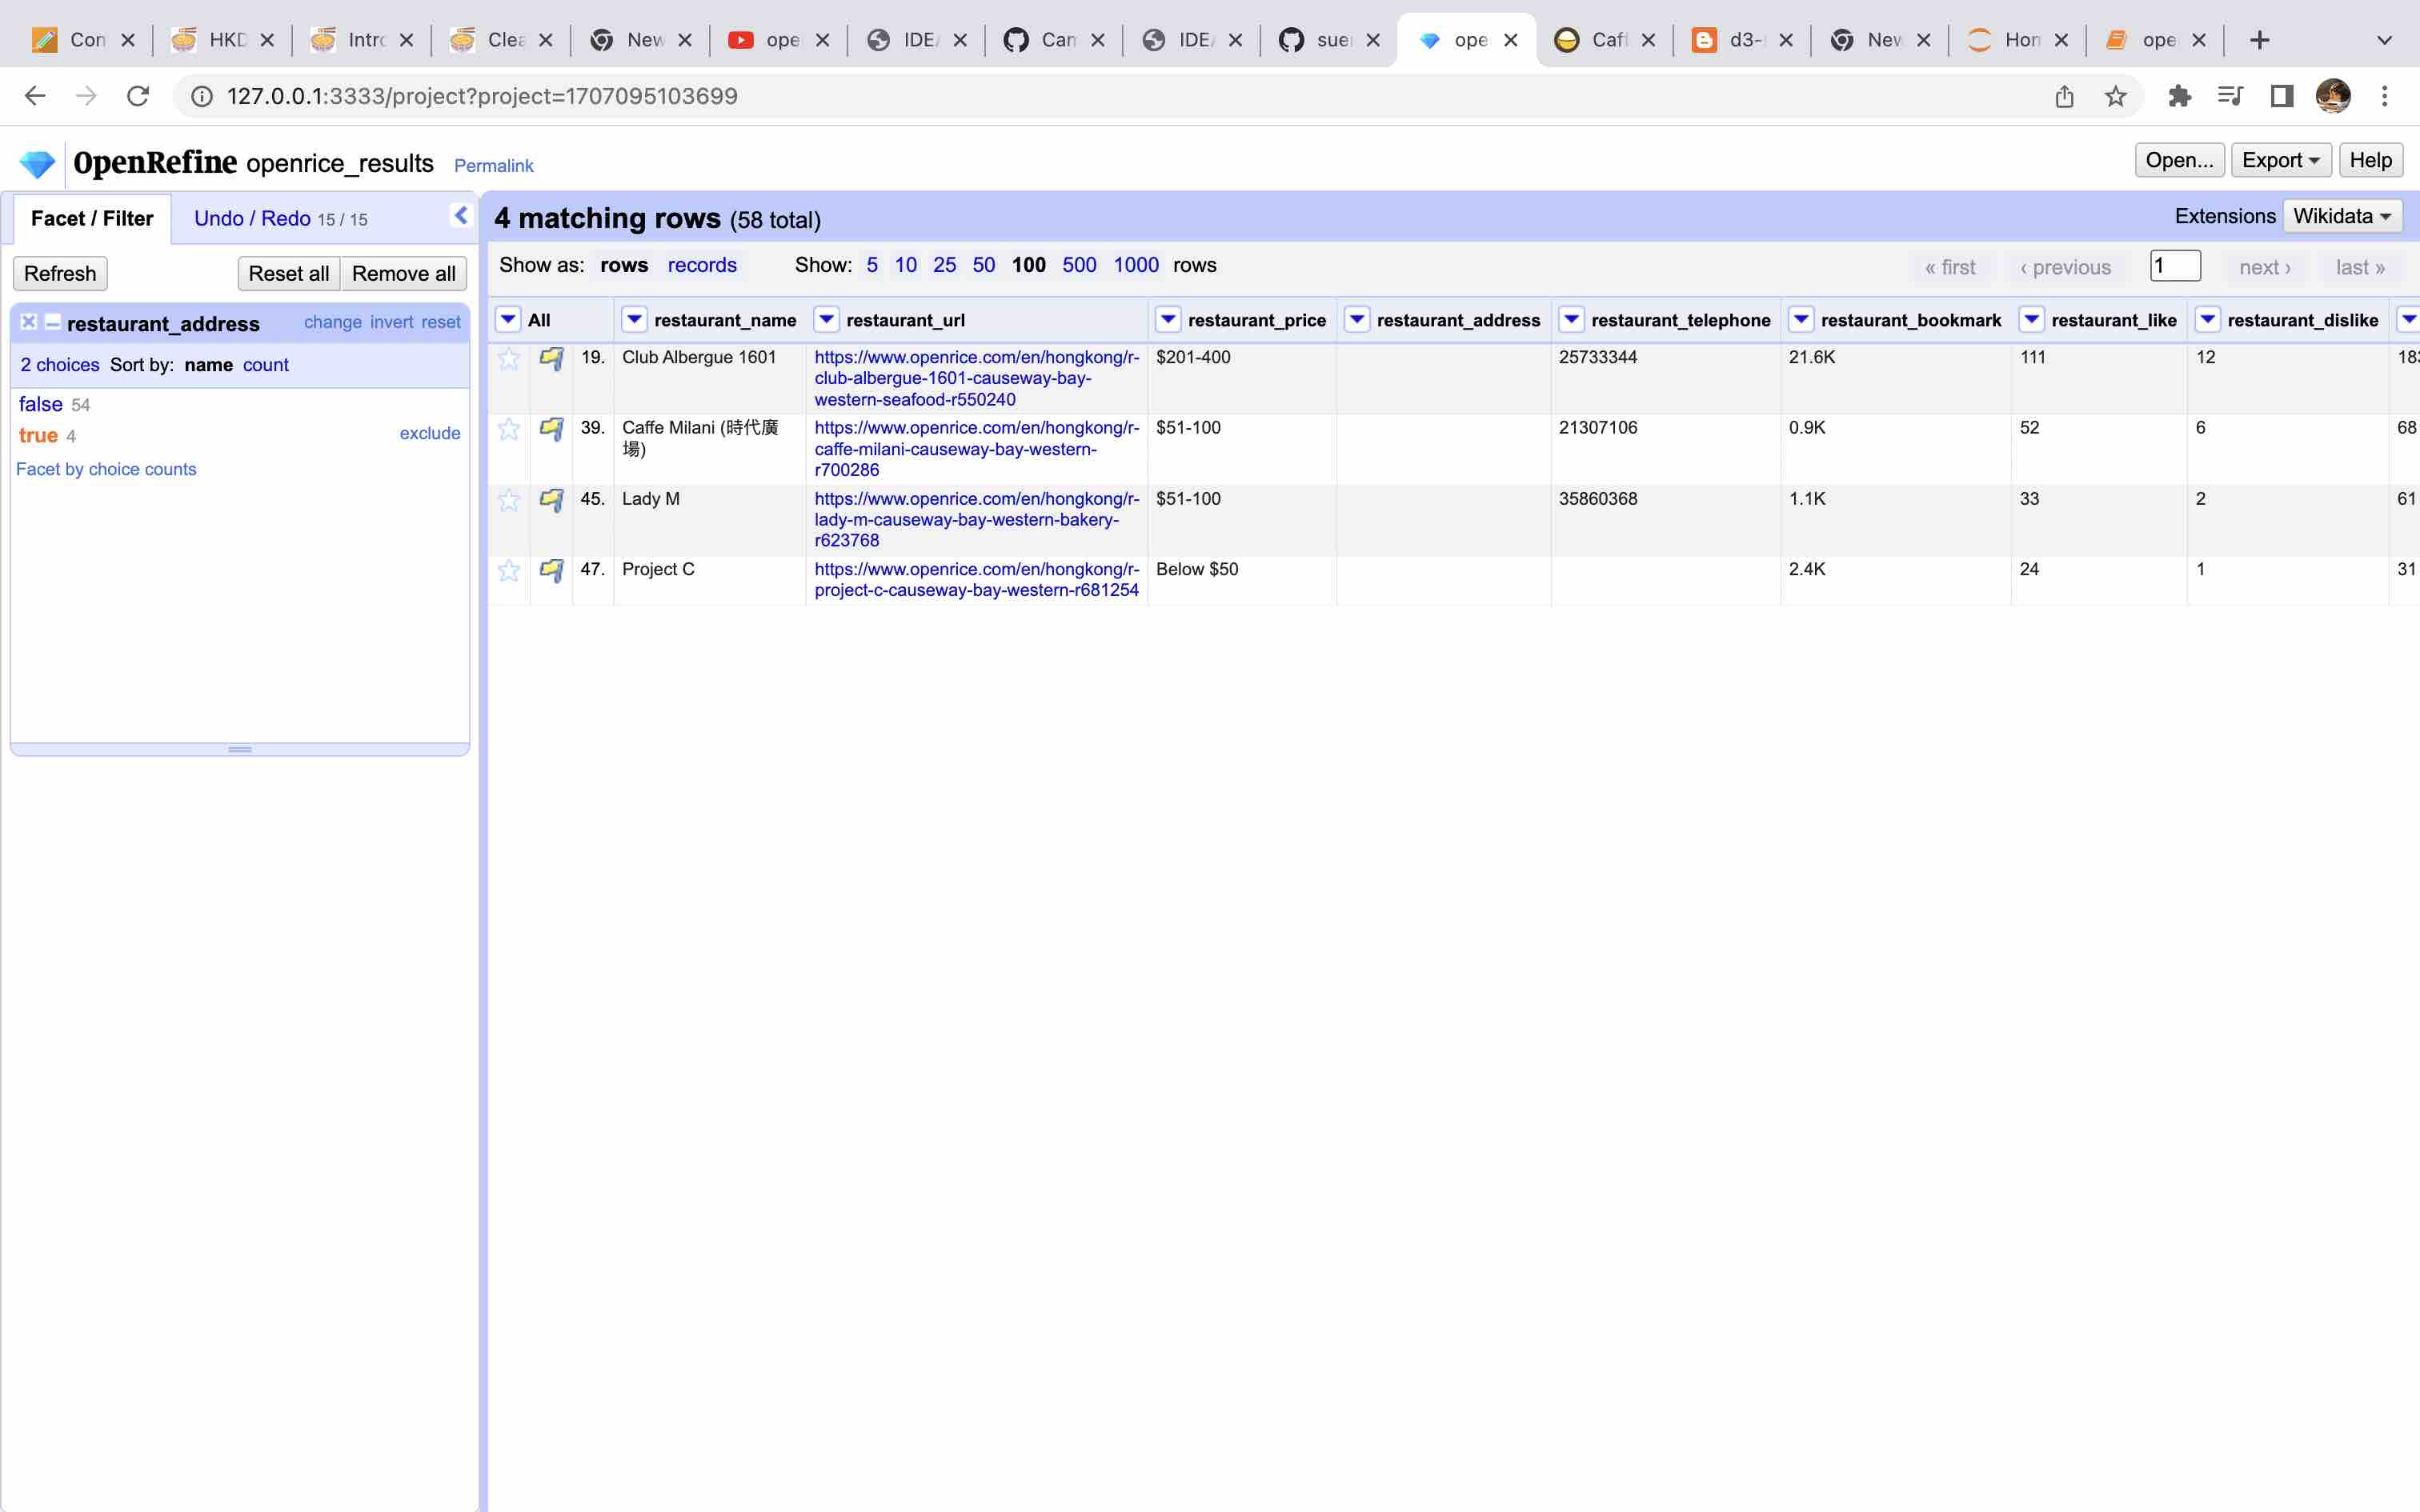 Con
HKD
Intro
Clea
New
ope
IDEA
Cam
IDEA
sue
ope
Caff
d3-
New
Hom
ope
127.0.0.1:3333/project?project=1707095103699
OpenRefine openrice_results Permalink
Open... Export Help
Facet / Filter Undo / Redo 15 / 15
4 matching rows (58 total)
Extensions Wikidata
Refresh Reset all Remove all
Show as: rows records Show: 5 10 25 50 100 500 1000 rows
« first ‹ previous 1 next › last »
restaurant_address change invert reset
2 choices Sort by: name count
false 54
true 4 exclude
Facet by choice counts
All restaurant_name restaurant_url restaurant_price restaurant_address restaurant_telephone restaurant_bookmark restaurant_like restaurant_dislike
19. Club Albergue 1601 https://www.openrice.com/en/hongkong/r- $201-400 25733344 21.6K 111 12 183
club-albergue-1601-causeway-bay-
western-seafood-r550240
39. Caffe Milani (時代廣 https://www.openrice.com/en/hongkong/r- $51-100 21307106 0.9K 52 6 68
場) caffe-milani-causeway-bay-western-
r700286
45. Lady M https://www.openrice.com/en/hongkong/r- $51-100 35860368 1.1K 33 2 61
lady-m-causeway-bay-western-bakery-
r623768
47. Project C https://www.openrice.com/en/hongkong/r- Below $50 2.4K 24 1 31
project-c-causeway-bay-western-r681254